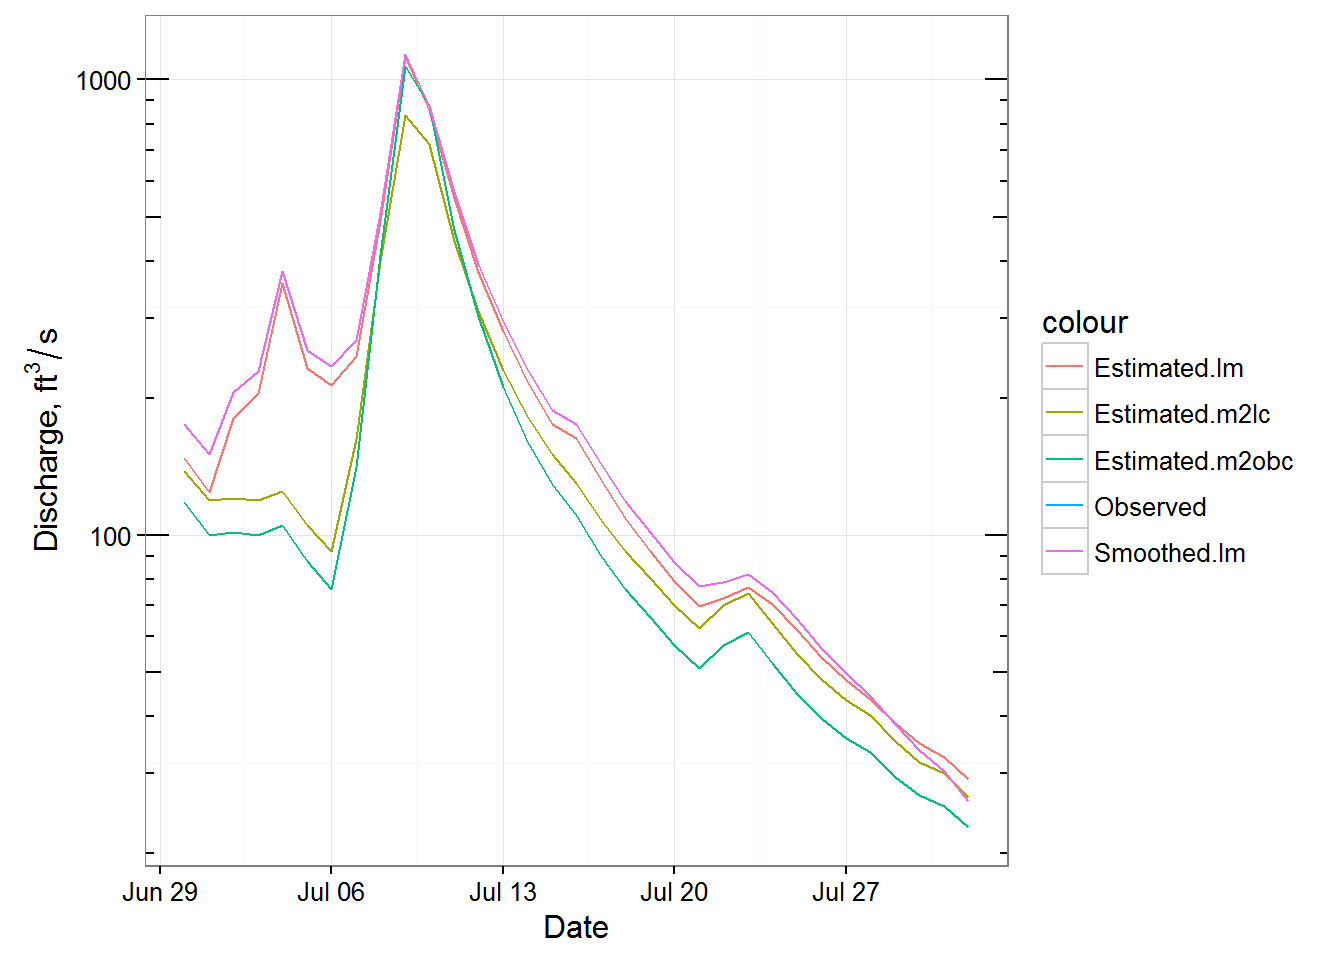 Discharge, ft³/s
1000
100
Jun 29 Jul 06 Jul 13 Jul 20 Jul 27
Date
colour
Estimated.lm
Estimated.m2lc
Estimated.m2obc
Observed
Smoothed.lm